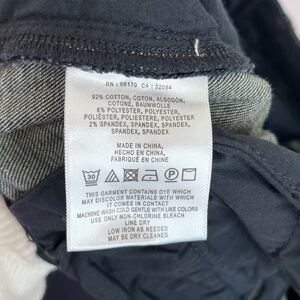 RN : 66170 CA : 32054
92% COTTON, COTON, ALGODÓN,
COTONE, BAUMWOLLE
6% POLYESTER, POLYESTER,
POLIÉSTER, POLIESTERE, POLYESTER
2% SPANDEX, SPANDEX, SPANDEX,
SPANDEX, SPANDEX
MADE IN CHINA,
HECHO EN CHINA,
FABRIQUÉ EN CHINE
30
THIS GARMENT CONTAINS DYE WHICH
MAY DISCOLOR MATERIALS WITH WHICH
IT COMES IN CONTACT
MACHINE WASH COLD GENTLE WITH LIKE COLORS
USE ONLY NON-CHLORINE BLEACH
LINE DRY
LOW IRON AS NEEDED
MAY BE DRY CLEANED